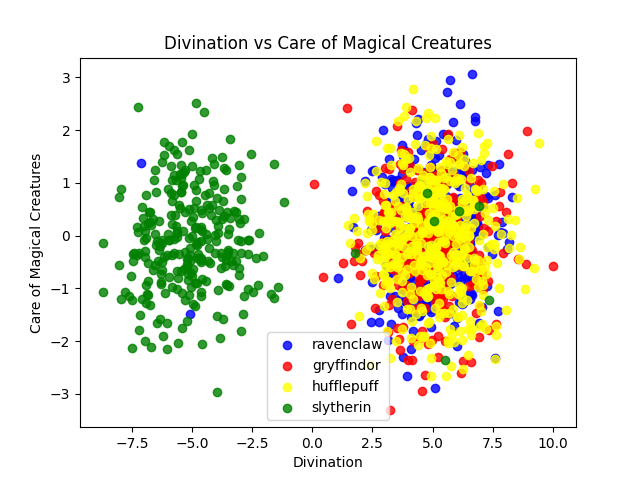 Divination vs Care of Magical Creatures
3
2
1
0
−1
−2
−3
Care of Magical Creatures
ravenclaw
gryffindor
hufflepuff
slytherin
−7.5 −5.0 −2.5 0.0 2.5 5.0 7.5 10.0
Divination